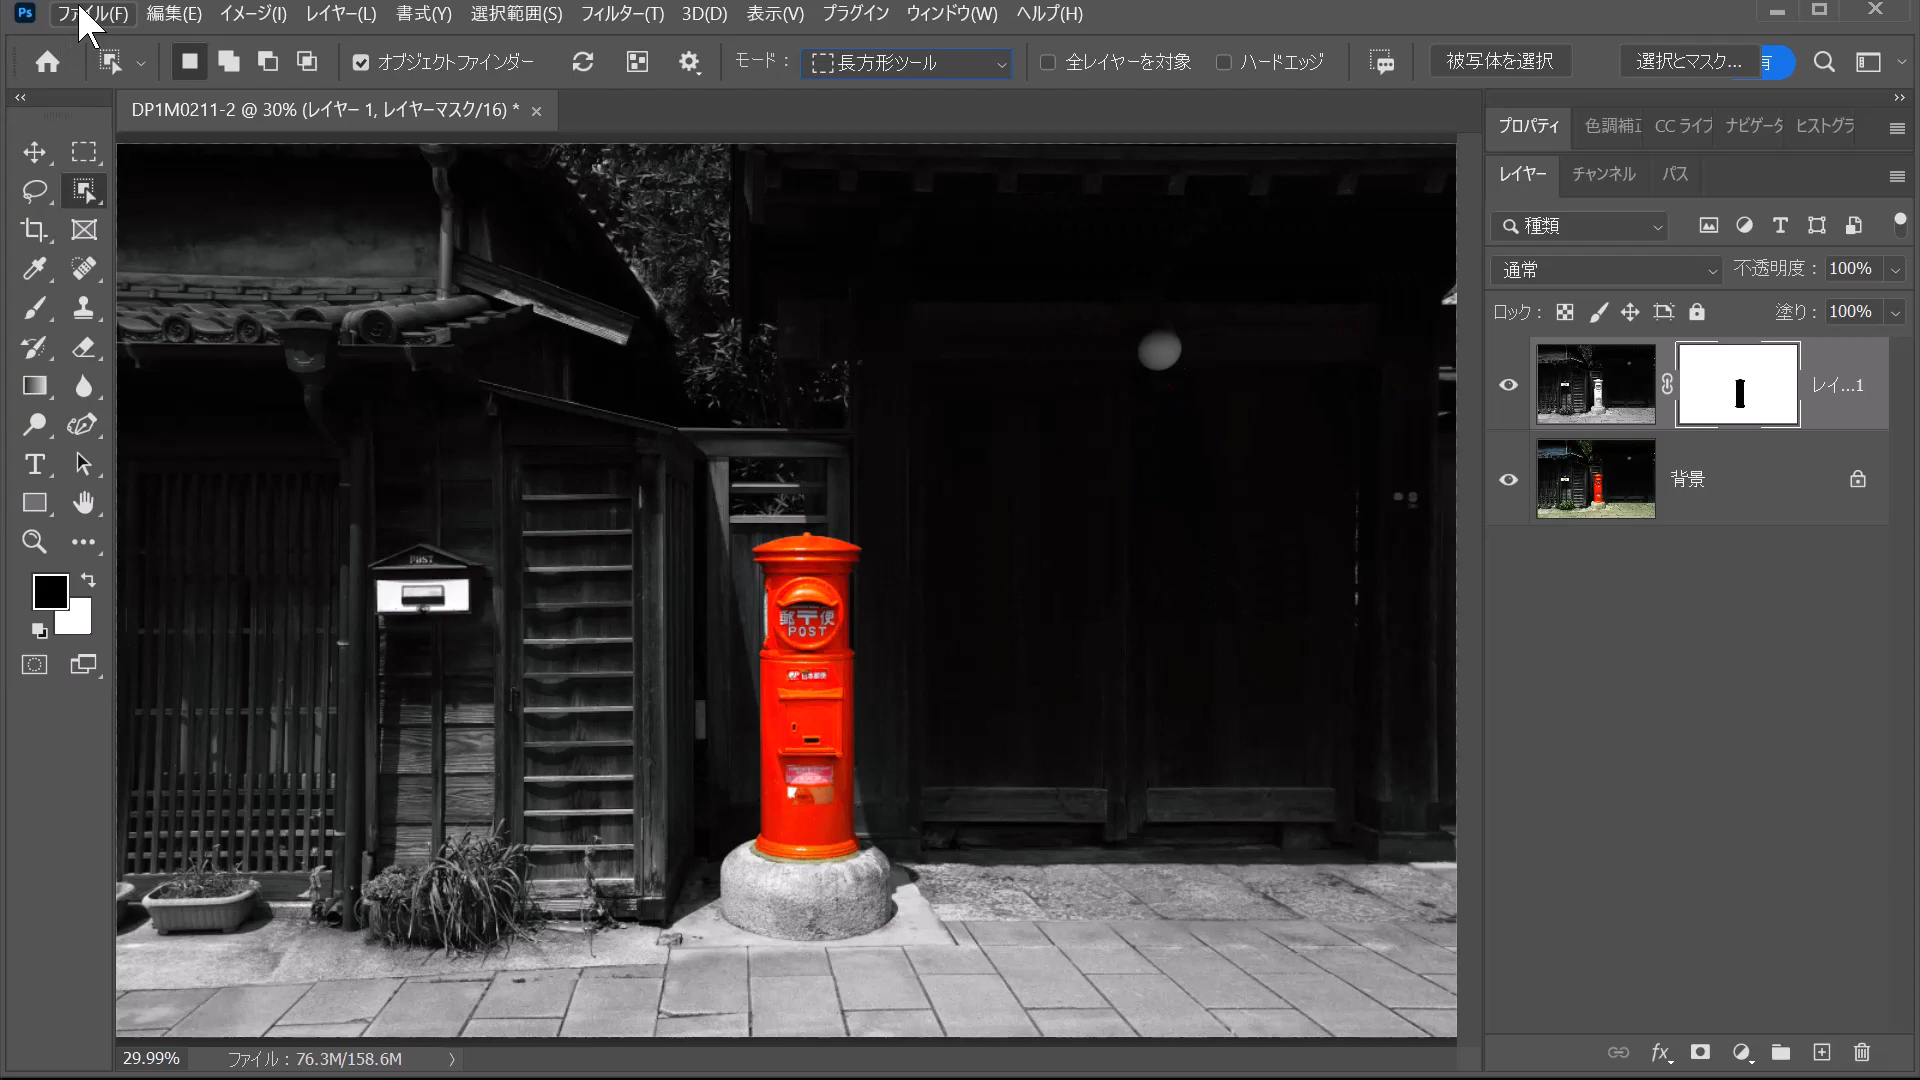 Ps ファイル(F) 編集(E) イメージ(I) レイヤー(L) 書式(Y) 選択範囲(S) フィルター(T) 3D(D) 表示(V) プラグイン ウィンドウ(W) ヘルプ(H)
オブジェクトファインダー モード： 長方形ツール 全レイヤーを対象 ハードエッジ 被写体を選択 選択とマスク... 有
DP1M0211-2 @ 30% (レイヤー 1, レイヤーマスク/16) *
プロパティ 色調補正 CC ライブ ナビゲータ ヒストグラ
レイヤー チャンネル パス
種類
通常 不透明度： 100%
ロック： 塗り： 100%
レイ...1
背景
POST
郵〒便
POST
日本郵便
29.99% ファイル：76.3M/158.6M
fx